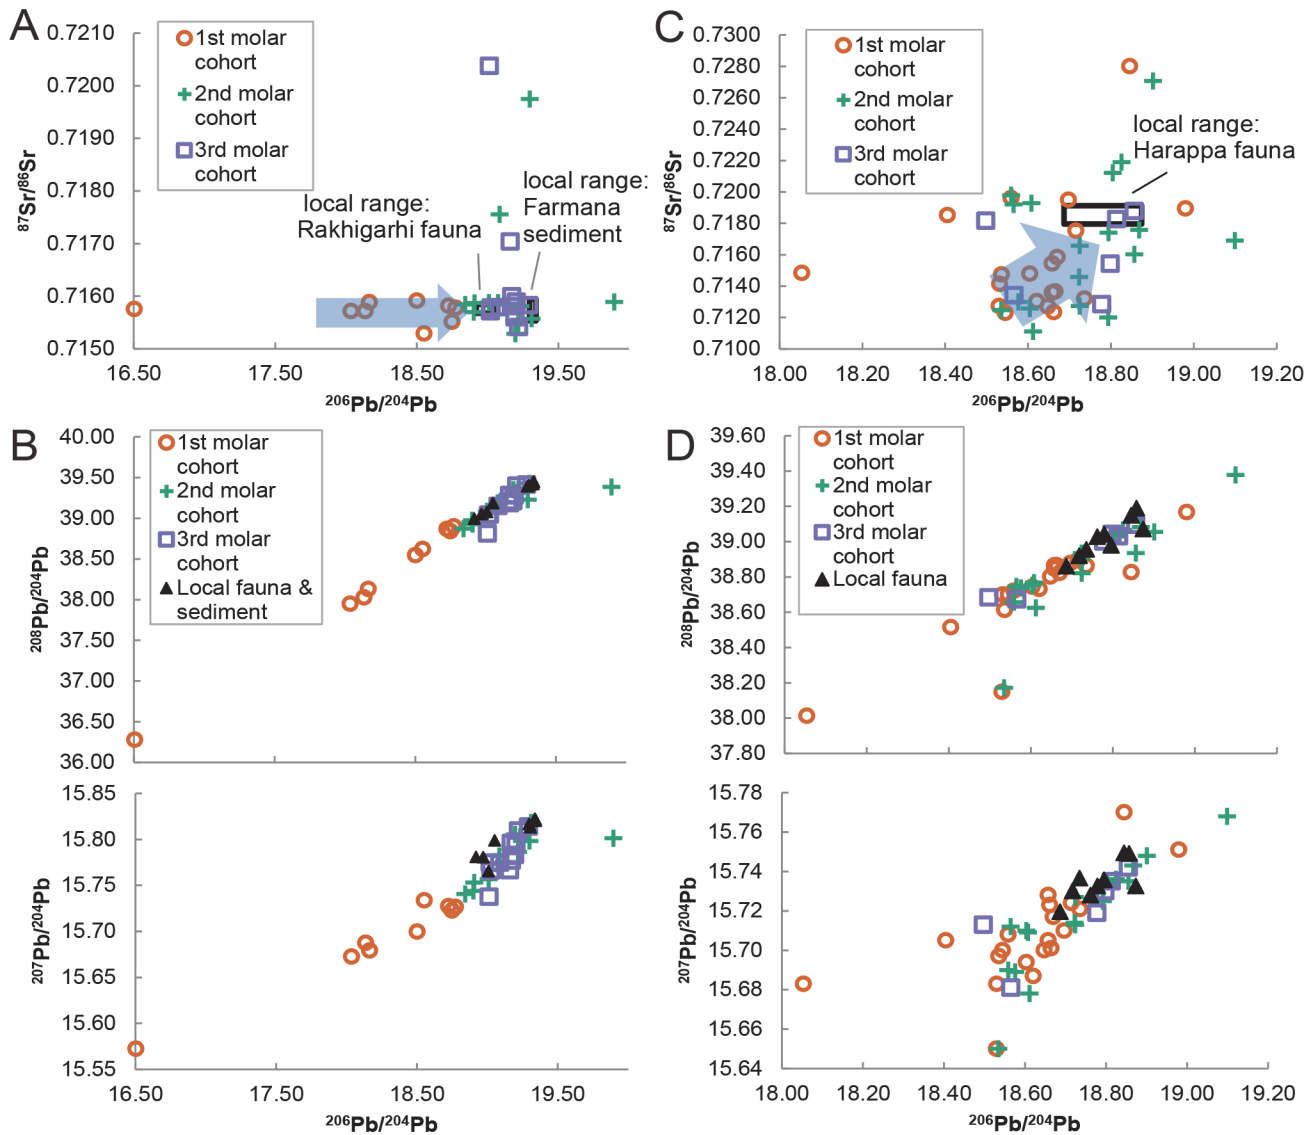 A
0.7210
0.7200
0.7190
0.7180
0.7170
0.7160
0.7150
87Sr/86Sr
1st molar
cohort
2nd molar
cohort
3rd molar
cohort
local range:
Rakhigarhi fauna
local range:
Farmana
sediment
16.50
17.50
18.50
19.50
206Pb/204Pb
C
0.7300
0.7280
0.7260
0.7240
0.7220
0.7200
0.7180
0.7160
0.7140
0.7120
0.7100
87Sr/86Sr
1st molar
cohort
2nd molar
cohort
3rd molar
cohort
local range:
Harappa fauna
18.00
18.20
18.40
18.60
18.80
19.00
19.20
206Pb/204Pb
B
40.00
39.50
39.00
38.50
38.00
37.50
37.00
36.50
36.00
208Pb/204Pb
1st molar
cohort
2nd molar
cohort
3rd molar
cohort
Local fauna &
sediment
15.85
15.80
15.75
15.70
15.65
15.60
15.55
207Pb/204Pb
16.50
17.50
18.50
19.50
206Pb/204Pb
D
39.60
39.40
39.20
39.00
38.80
38.60
38.40
38.20
38.00
37.80
208Pb/204Pb
1st molar
cohort
2nd molar
cohort
3rd molar
cohort
Local fauna
15.78
15.76
15.74
15.72
15.70
15.68
15.66
15.64
207Pb/204Pb
18.00
18.20
18.40
18.60
18.80
19.00
19.20
206Pb/204Pb